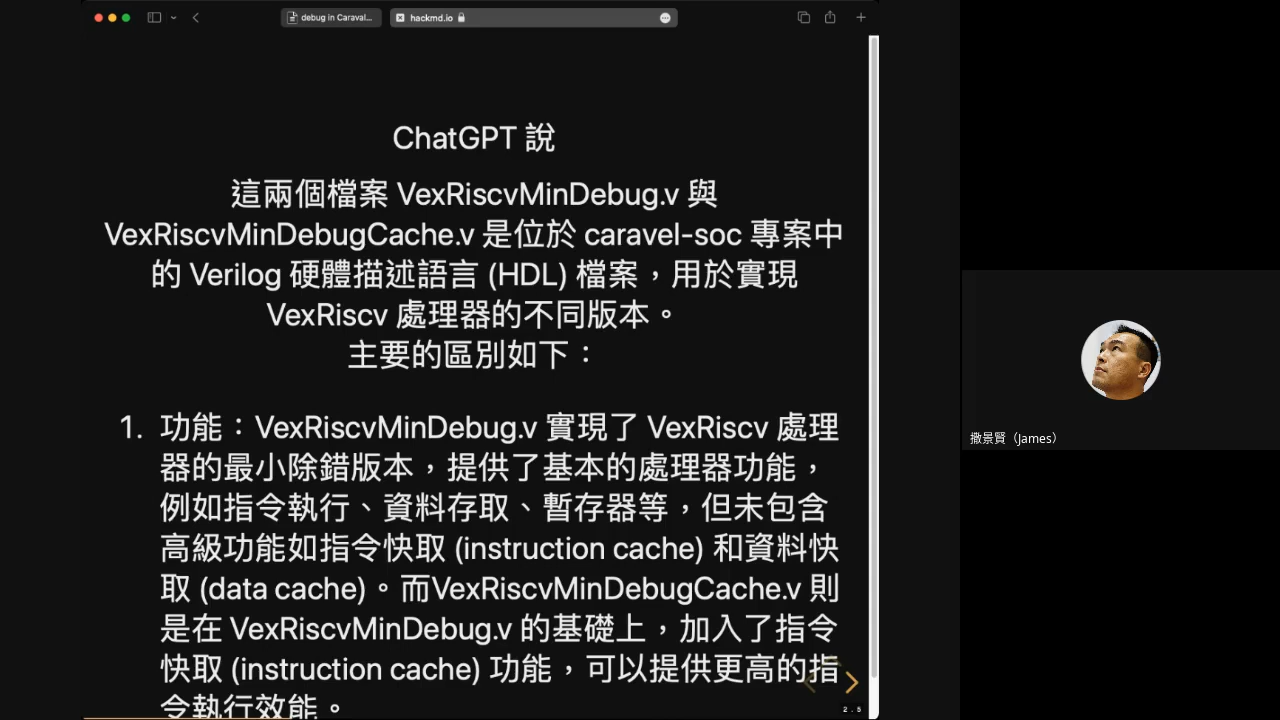 debug in Caraval...
hackmd.io
ChatGPT 說
這兩個檔案 VexRiscvMinDebug.v 與
VexRiscvMinDebugCache.v 是位於 caravel-soc 專案中
的 Verilog 硬體描述語言 (HDL) 檔案，用於實現
VexRiscv 處理器的不同版本。
主要的區別如下：
1. 功能：VexRiscvMinDebug.v 實現了 VexRiscv 處理
器的最小除錯版本，提供了基本的處理器功能，
例如指令執行、資料存取、暫存器等，但未包含
高級功能如指令快取 (instruction cache) 和資料快
取 (data cache)。而VexRiscvMinDebugCache.v 則
是在 VexRiscvMinDebug.v 的基礎上，加入了指令
快取 (instruction cache) 功能，可以提供更高的指
令執行效能。
2.5
撒景賢（James）